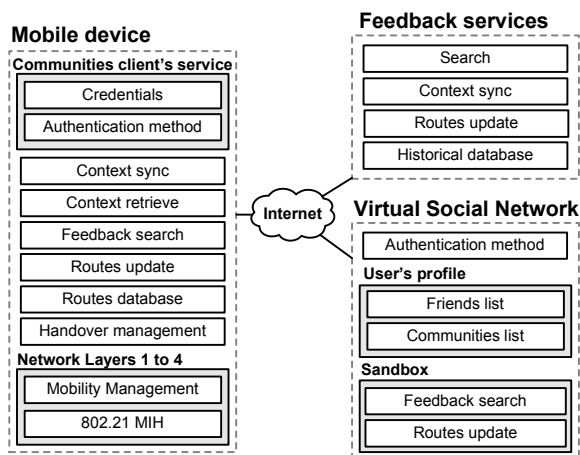 Mobile device
Communities client's service
Credentials
Authentication method
Context sync
Context retrieve
Feedback search
Routes update
Routes database
Handover management
Network Layers 1 to 4
Mobility Management
802.21 MIH
Internet
Feedback services
Search
Context sync
Routes update
Historical database
Virtual Social Network
Authentication method
User's profile
Friends list
Communities list
Sandbox
Feedback search
Routes update